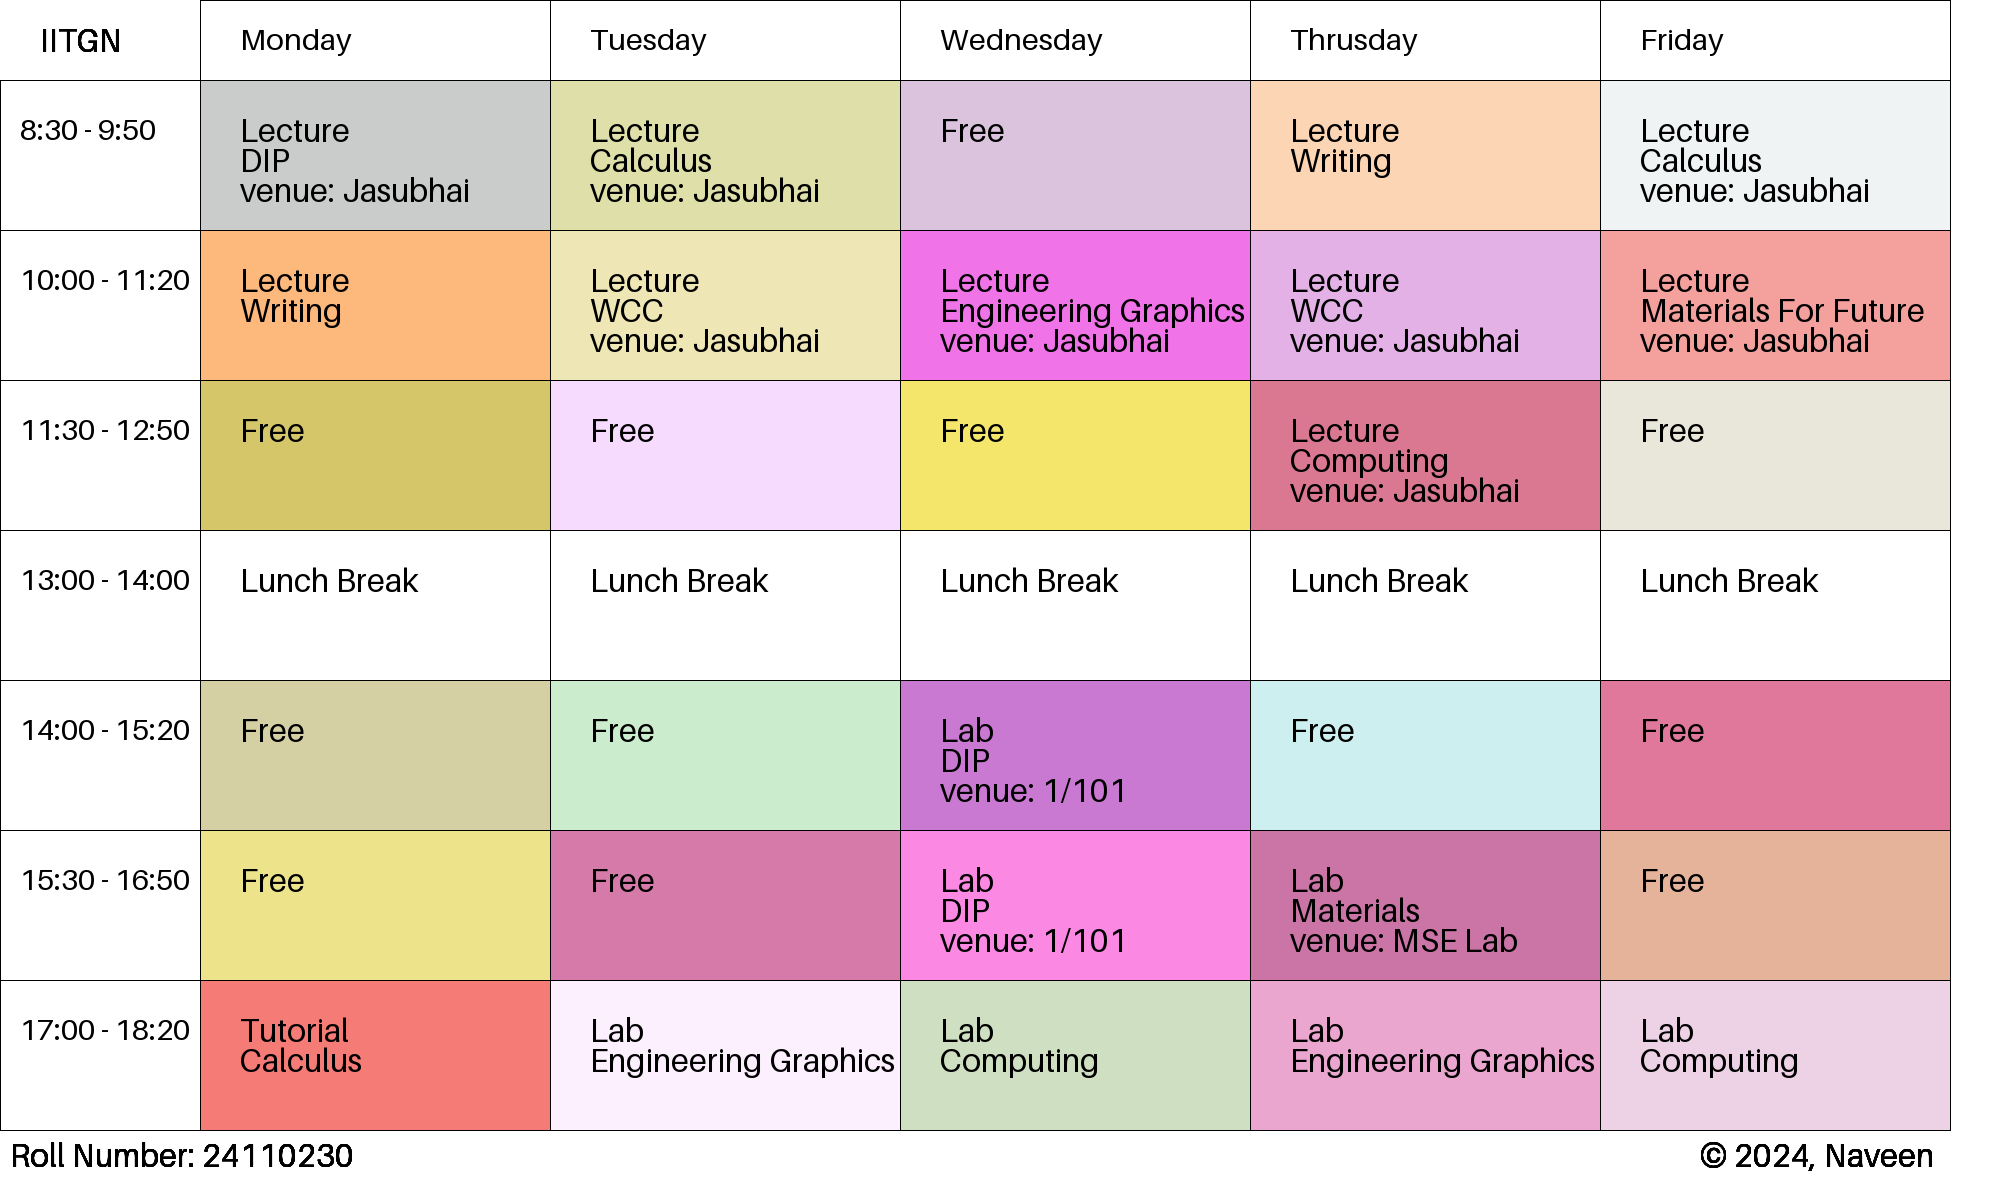 IITGN Monday Tuesday Wednesday Thrusday Friday
8:30 - 9:50
Lecture
DIP
venue: Jasubhai
Lecture
Calculus
venue: Jasubhai
Free
Lecture
Writing
Lecture
Calculus
venue: Jasubhai
10:00 - 11:20
Lecture
Writing
Lecture
WCC
venue: Jasubhai
Lecture
Engineering Graphics
venue: Jasubhai
Lecture
WCC
venue: Jasubhai
Lecture
Materials For Future
venue: Jasubhai
11:30 - 12:50
Free
Free
Free
Lecture
Computing
venue: Jasubhai
Free
13:00 - 14:00
Lunch Break
Lunch Break
Lunch Break
Lunch Break
Lunch Break
14:00 - 15:20
Free
Free
Lab
DIP
venue: 1/101
Free
Free
15:30 - 16:50
Free
Free
Lab
DIP
venue: 1/101
Lab
Materials
venue: MSE Lab
Free
17:00 - 18:20
Tutorial
Calculus
Lab
Engineering Graphics
Lab
Computing
Lab
Engineering Graphics
Lab
Computing
Roll Number: 24110230
© 2024, Naveen